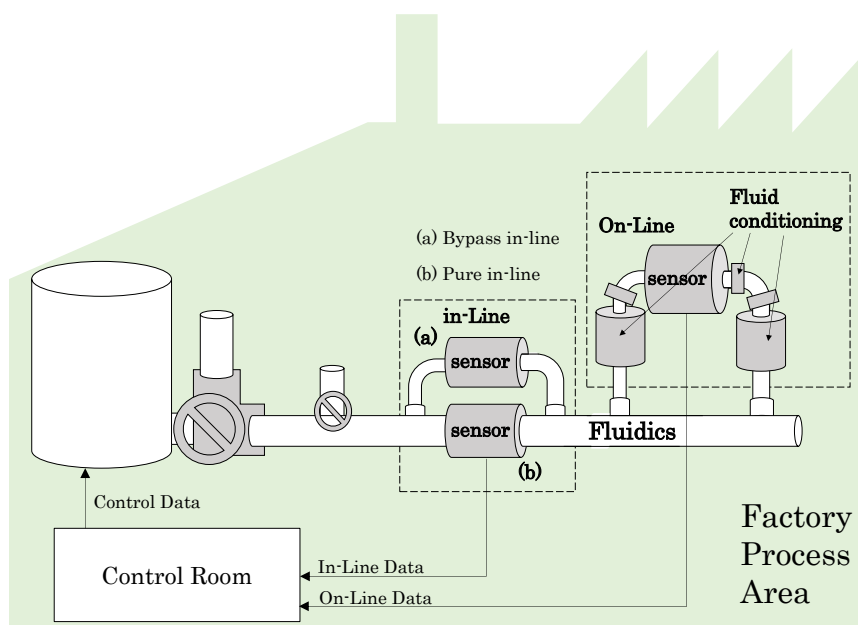 Fluid
conditioning
On-Line
sensor
(a) Bypass in-line
(b) Pure in-line
in-Line
(a)
sensor
sensor
Fluidics
(b)
Control Data
Factory
Process
Area
Control Room
In-Line Data
On-Line Data